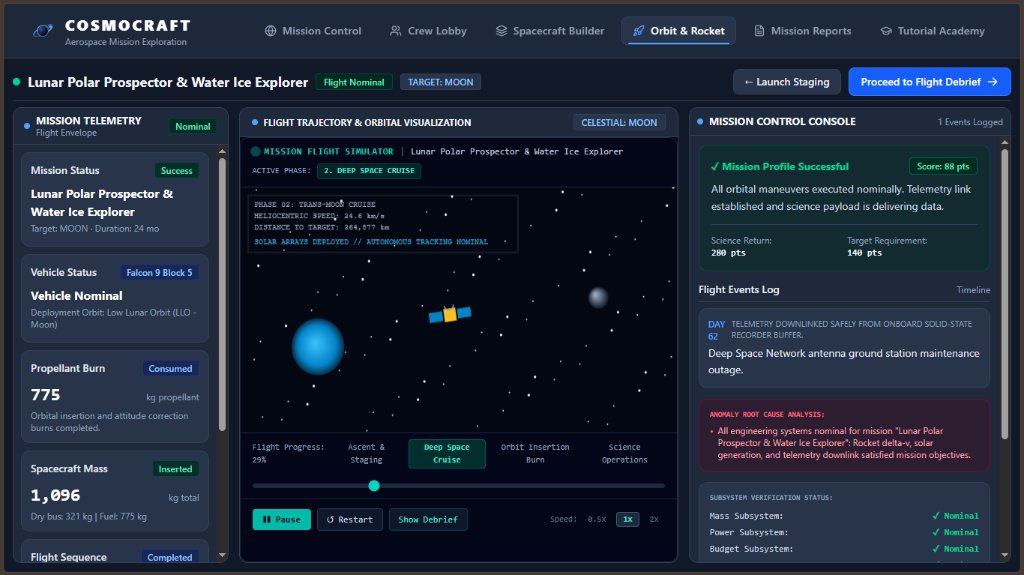 COSMOCRAFT
Aerospace Mission Exploration
Mission Control
Crew Lobby
Spacecraft Builder
Orbit & Rocket
Mission Reports
Tutorial Academy
Lunar Polar Prospector & Water Ice Explorer
Flight Nominal
TARGET: MOON
← Launch Staging
Proceed to Flight Debrief →
MISSION TELEMETRY
Flight Envelope
Nominal
Mission Status
Success
Lunar Polar Prospector &
Water Ice Explorer
Target: MOON · Duration: 24 mo
Vehicle Status
Falcon 9 Block 5
Vehicle Nominal
Deployment Orbit: Low Lunar Orbit (LLO -
Moon)
Propellant Burn
Consumed
775
kg propellant
Orbital insertion and attitude correction
burns completed.
Spacecraft Mass
Inserted
1,096
kg total
Dry bus: 321 kg | Fuel: 775 kg
Flight Sequence
Completed
FLIGHT TRAJECTORY & ORBITAL VISUALIZATION
CELESTIAL: MOON
MISSION FLIGHT SIMULATOR | Lunar Polar Prospector & Water Ice Explorer
ACTIVE PHASE: 2. DEEP SPACE CRUISE
PHASE 02: TRANS-MOON CRUISE
HELIOCENTRIC SPEED: 24.6 km/s
DISTANCE TO TARGET: 364,877 km
SOLAR ARRAYS DEPLOYED // AUTONOMOUS TRACKING NOMINAL
Flight Progress:
29%
Ascent &
Staging
Deep Space
Cruise
Orbit Insertion
Burn
Science
Operations
Pause
↺ Restart
Show Debrief
Speed: 0.5x 1x 2x
MISSION CONTROL CONSOLE
1 Events Logged
✓ Mission Profile Successful
Score: 88 pts
All orbital maneuvers executed nominally. Telemetry link
established and science payload is delivering data.
Science Return:
280 pts
Target Requirement:
140 pts
Flight Events Log
Timeline
DAY
62
TELEMETRY DOWNLINKED SAFELY FROM ONBOARD SOLID-STATE
RECORDER BUFFER.
Deep Space Network antenna ground station maintenance
outage.
ANOMALY ROOT CAUSE ANALYSIS:
• All engineering systems nominal for mission "Lunar Polar
Prospector & Water Ice Explorer": Rocket delta-v, solar
generation, and telemetry downlink satisfied mission objectives.
SUBSYSTEM VERIFICATION STATUS:
Mass Subsystem: ✓ Nominal
Power Subsystem: ✓ Nominal
Budget Subsystem: ✓ Nominal